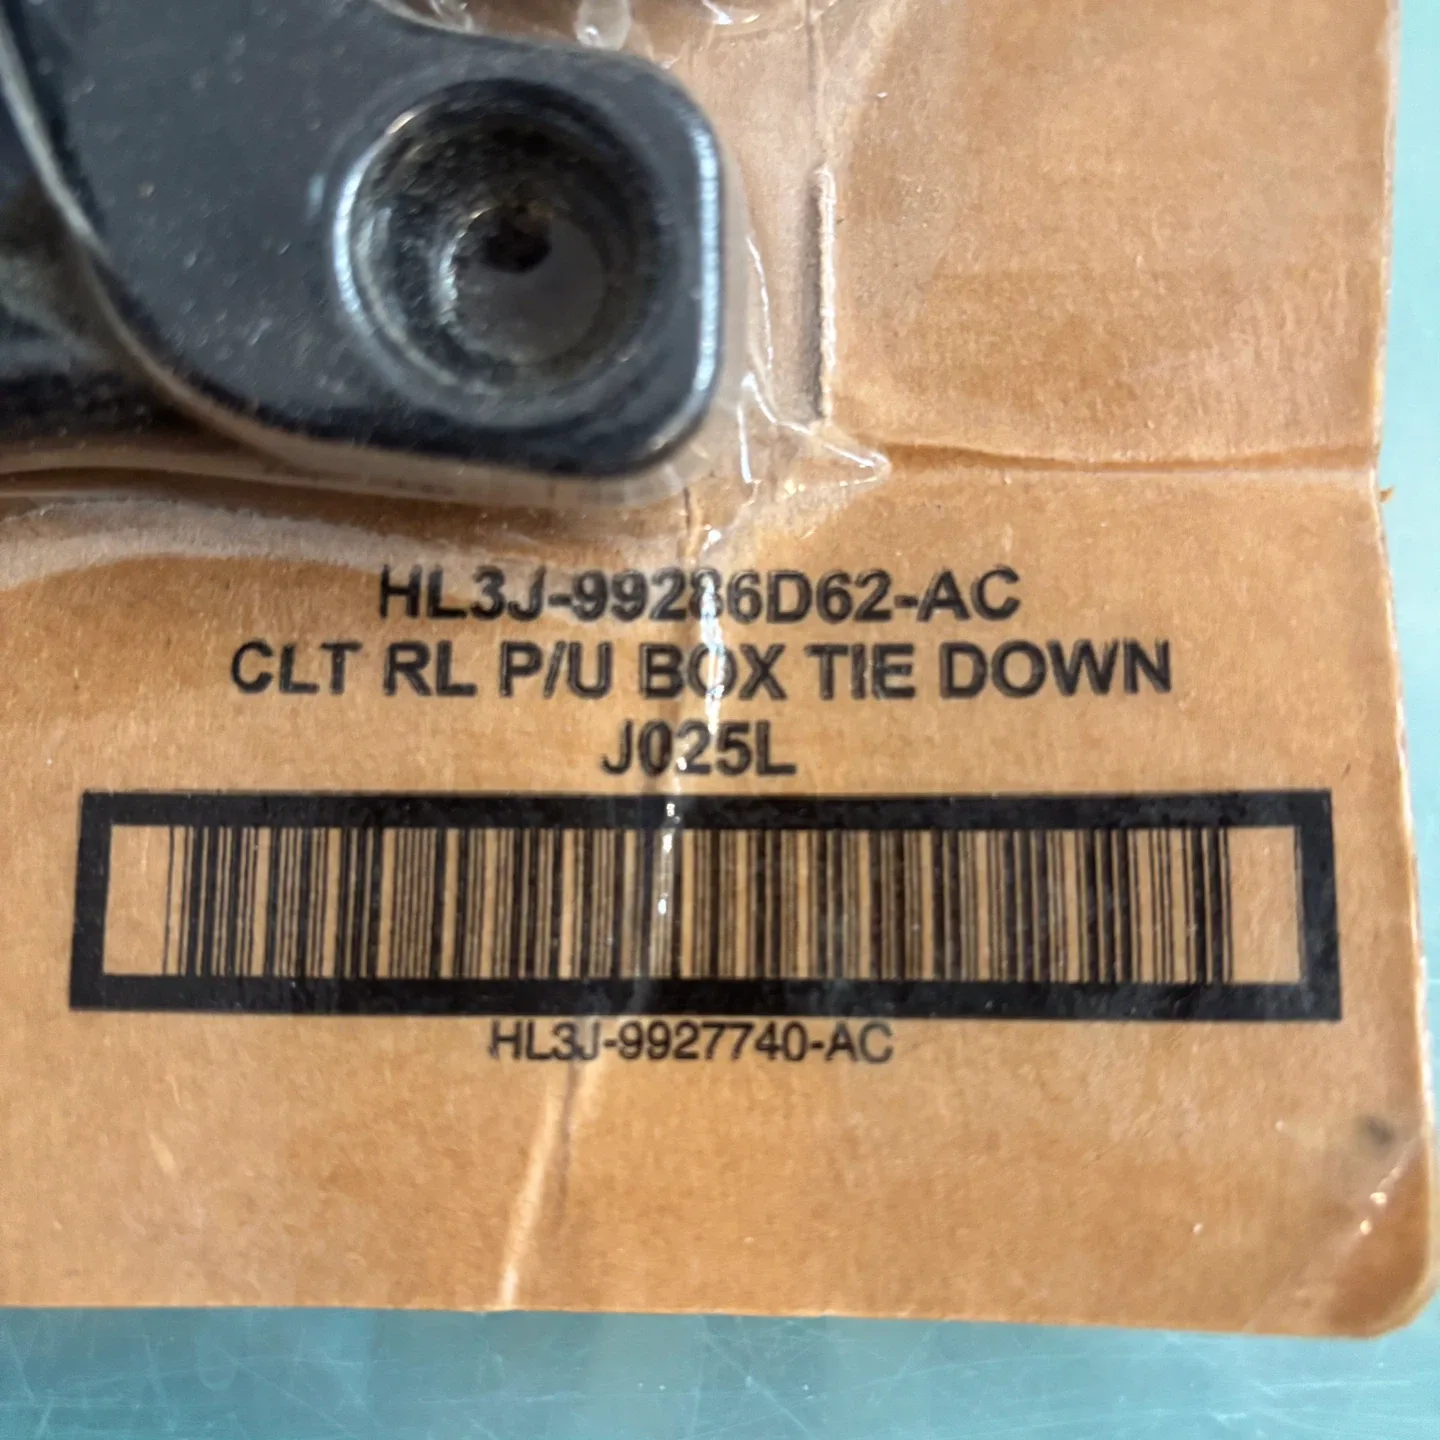 HL3J-99286D62-AC
CLT RL P/U BOX TIE DOWN
J025L
HL3J-9927740-AC